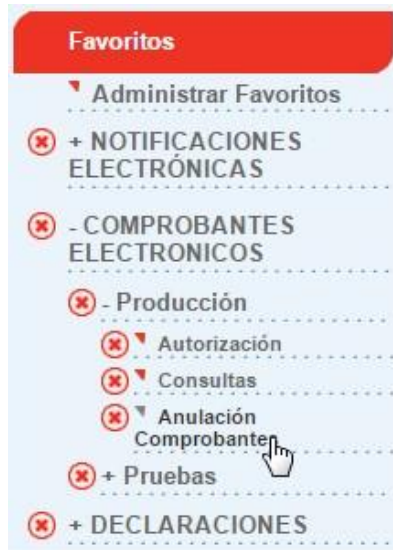 Favoritos
Administrar Favoritos
+ NOTIFICACIONES
ELECTRÓNICAS
- COMPROBANTES
ELECTRONICOS
- Producción
Autorización
Consultas
Anulación
Comprobantes
+ Pruebas
+ DECLARACIONES